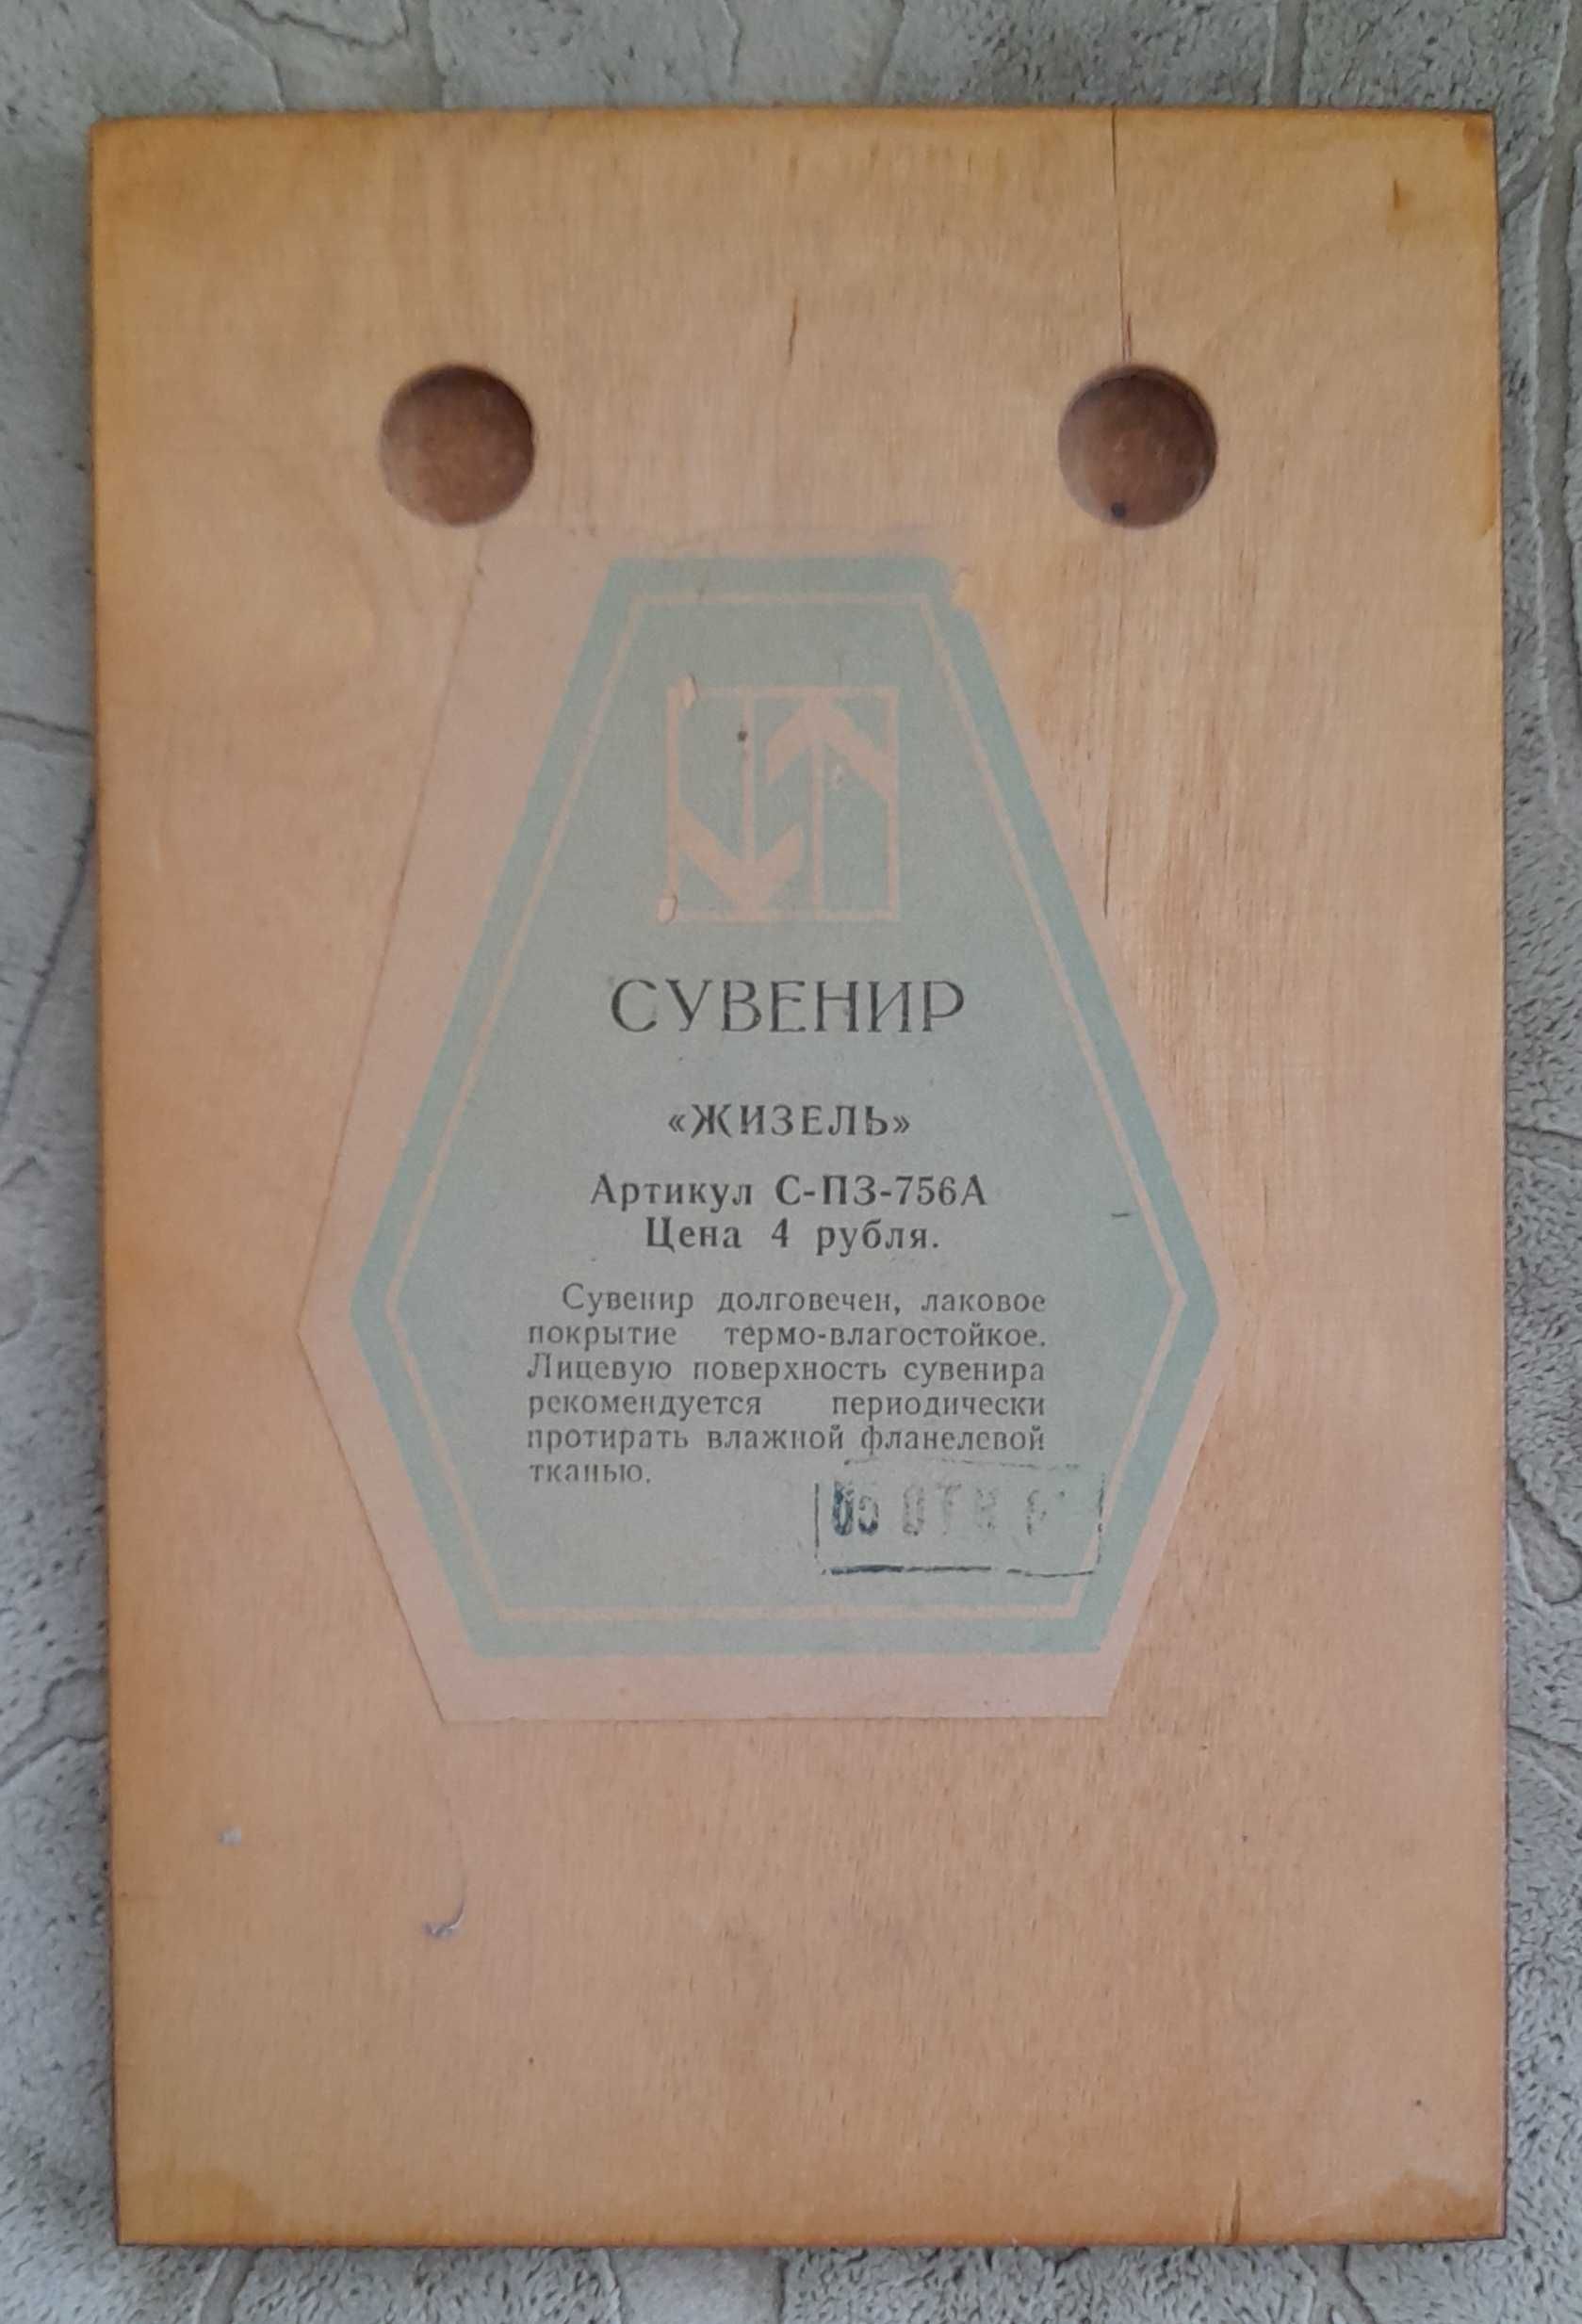 СУВЕНИР
«ЖИЗЕЛЬ»
Артикул С-ПЗ-756А
Цена 4 рубля.
Сувенир долговечен, лаковое
покрытие термо-влагостойкое.
Лицевую поверхность сувенира
рекомендуется периодически
протирать влажной фланелевой
тканью.